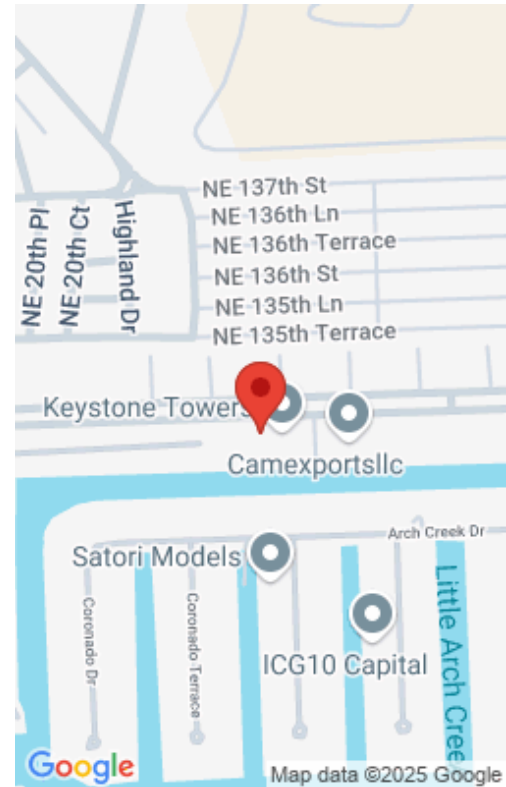 NE 137th St
NE 136th Ln
NE 136th Terrace
NE 136th St
NE 135th Ln
NE 135th Terrace
NE 20th Pl
NE 20th Ct
Highland Dr
Keystone Towers
Camexportsllc
Arch Creek Dr
Satori Models
Coronado Dr
Coronado Terrace
Little Arch Cree
ICG10 Capital
Google
Map data ©2025 Google